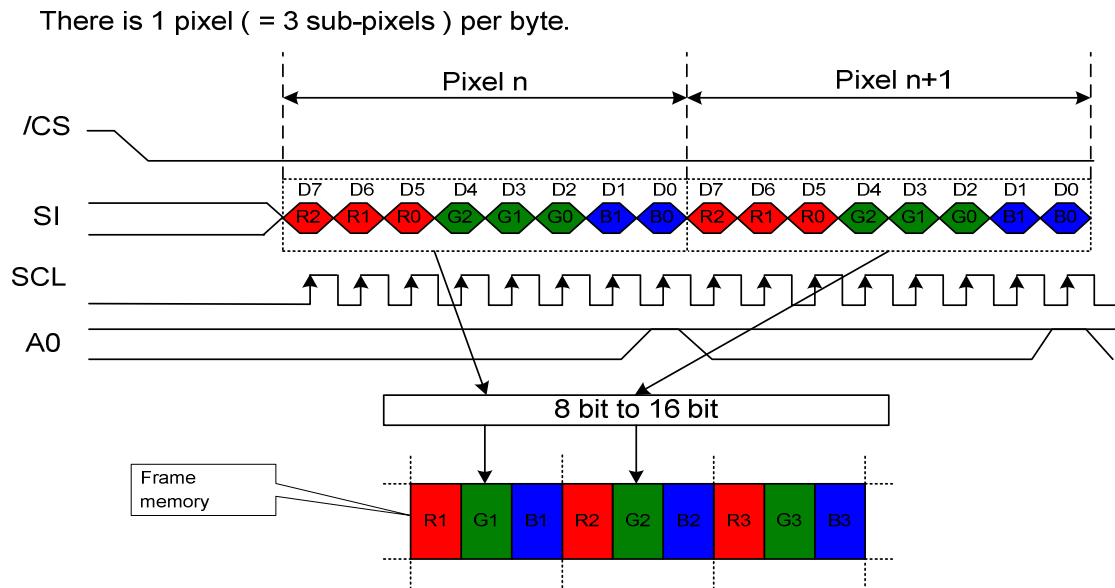 There is 1 pixel ( = 3 sub-pixels ) per byte.
Pixel n Pixel n+1
/CS
D7 D6 D5 D4 D3 D2 D1 D0 D7 D6 D5 D4 D3 D2 D1 D0
SI R2 R1 R0 G2 G1 G0 B1 B0 R2 R1 R0 G2 G1 G0 B1 B0
SCL
A0
8 bit to 16 bit
Frame
memory
R1 G1 B1 R2 G2 B2 R3 G3 B3